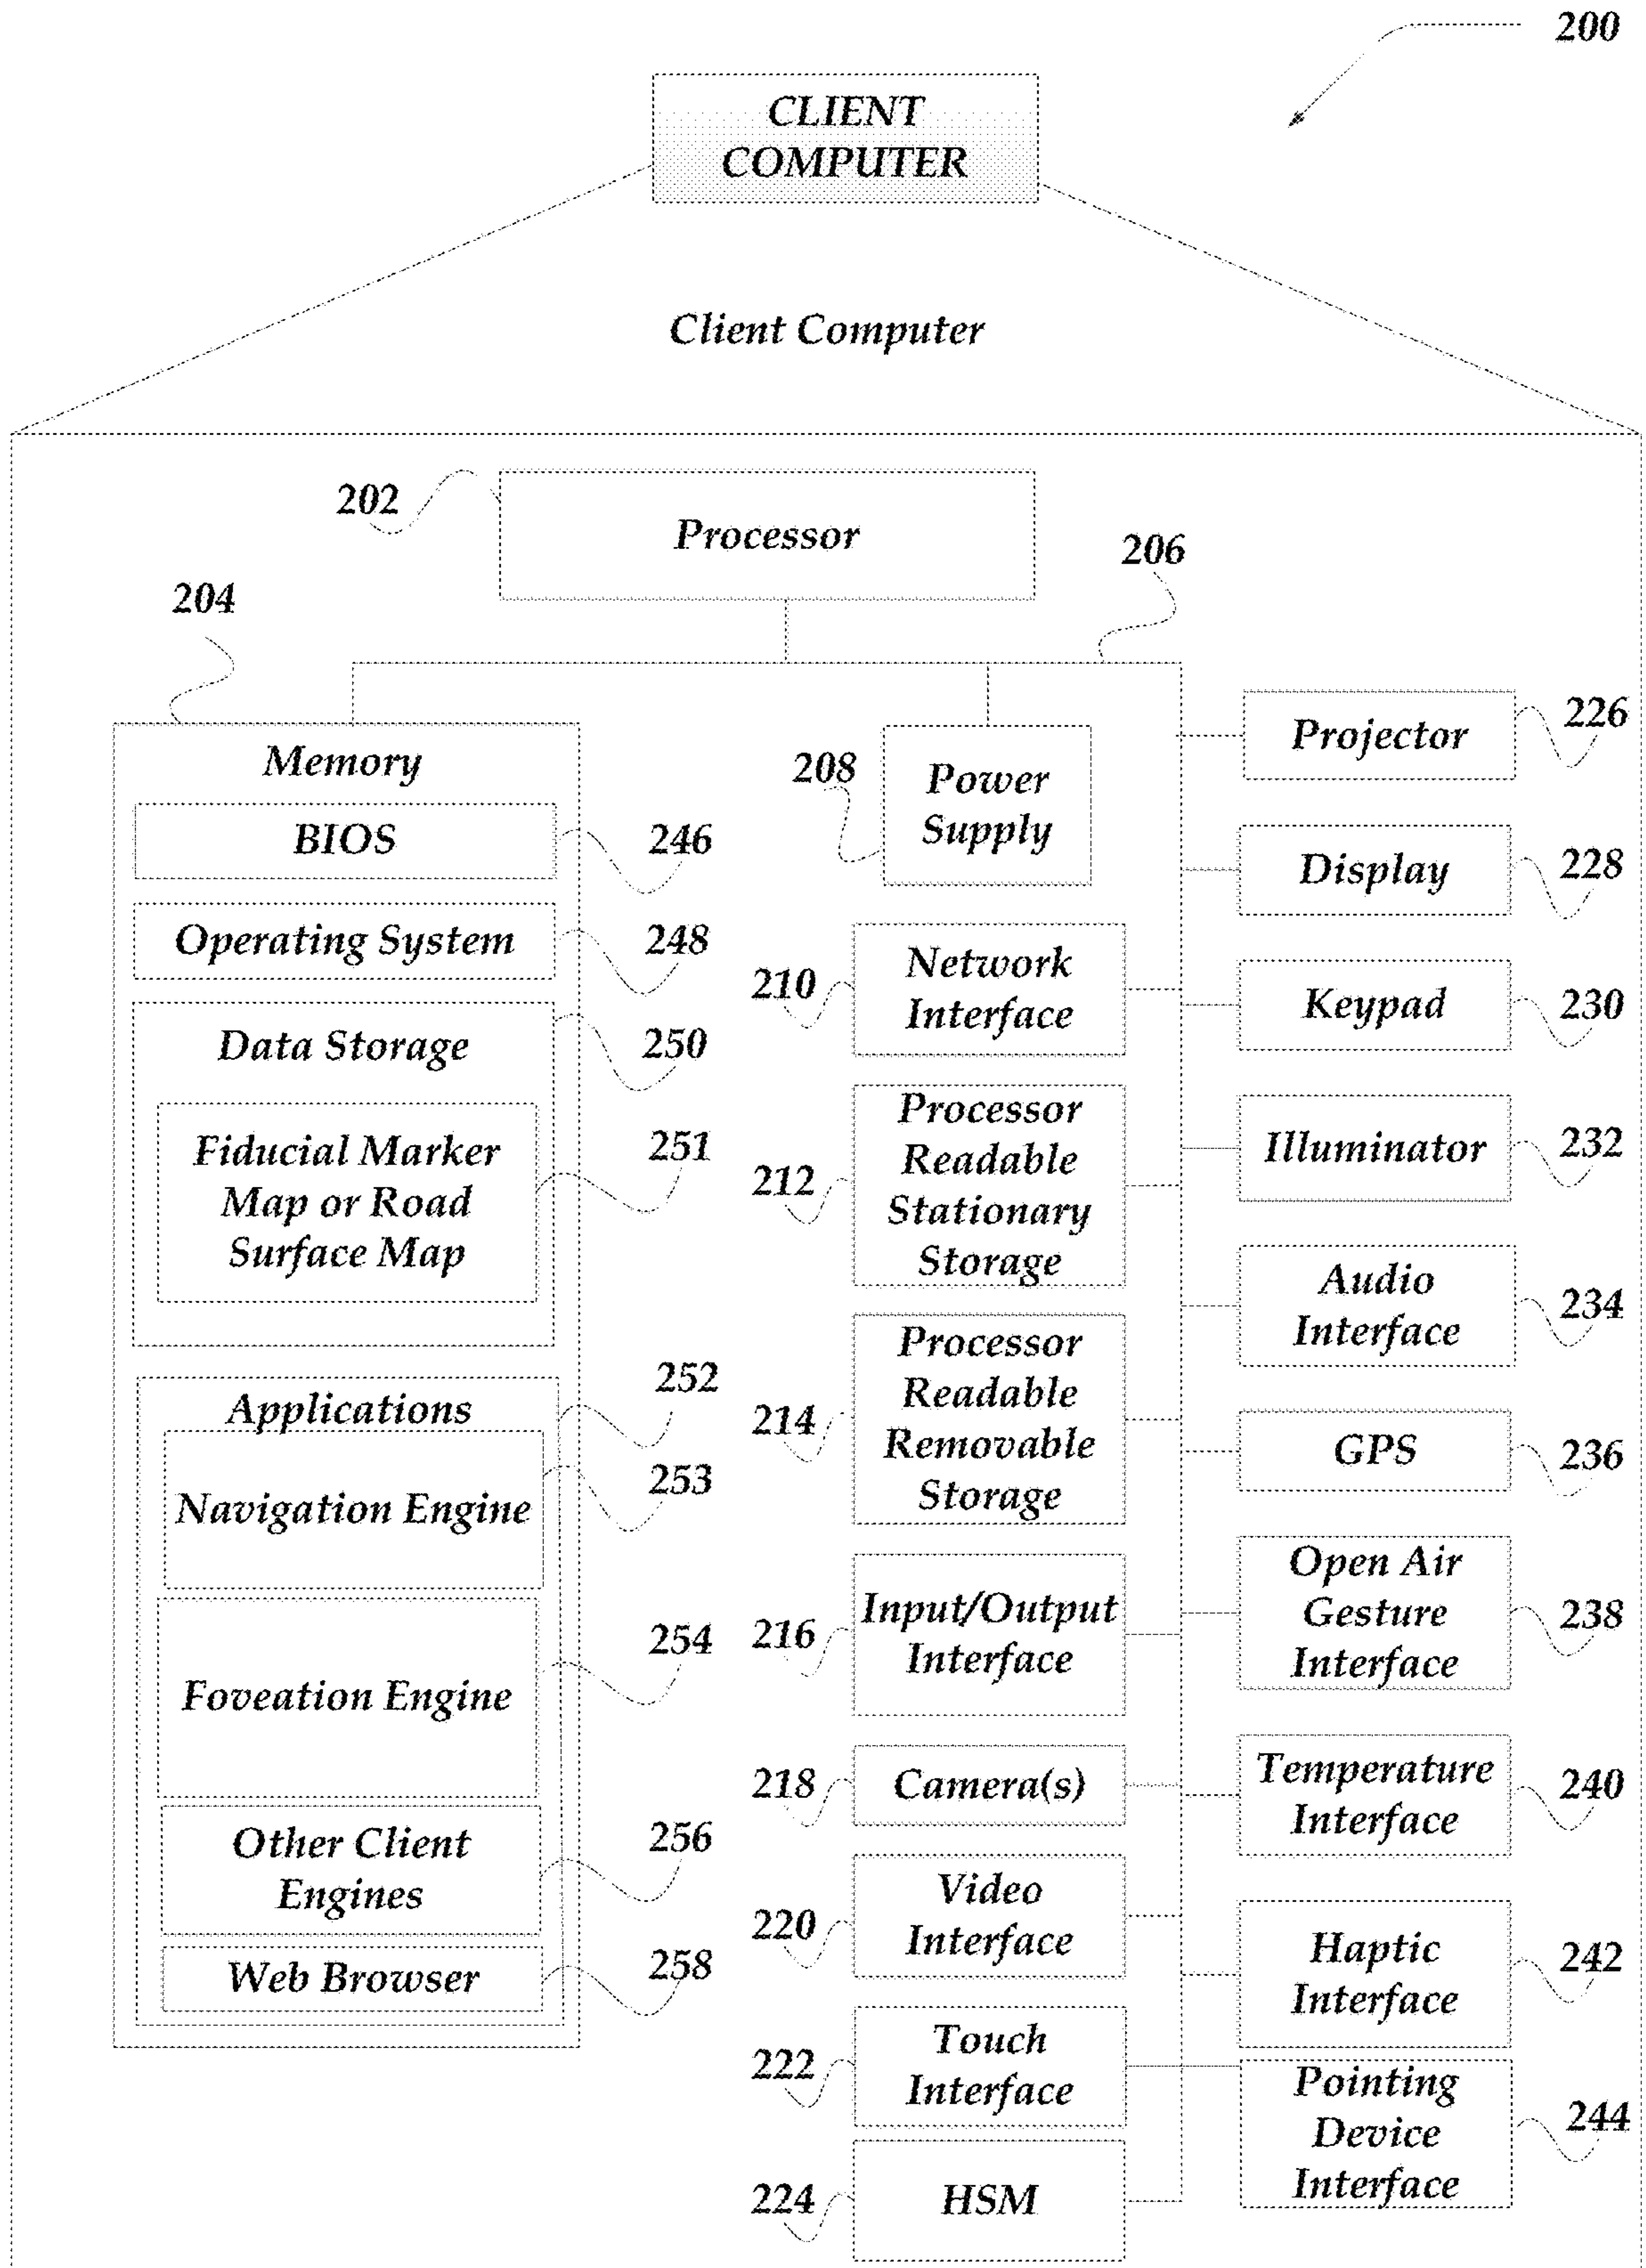 200
CLIENT
COMPUTER
Client Computer
202
Processor
206
204
Memory
BIOS
246
Operating System
248
Data Storage
250
Fiducial Marker
Map or Road
Surface Map
251
Applications
252
Navigation Engine
253
Foveation Engine
254
Other Client
Engines
256
Web Browser
258
208
Power
Supply
210
Network
Interface
212
Processor
Readable
Stationary
Storage
214
Processor
Readable
Removable
Storage
216
Input/Output
Interface
218
Camera(s)
220
Video
Interface
222
Touch
Interface
224
HSM
Projector
226
Display
228
Keypad
230
Illuminator
232
Audio
Interface
234
GPS
236
Open Air
Gesture
Interface
238
Temperature
Interface
240
Haptic
Interface
242
Pointing
Device
Interface
244